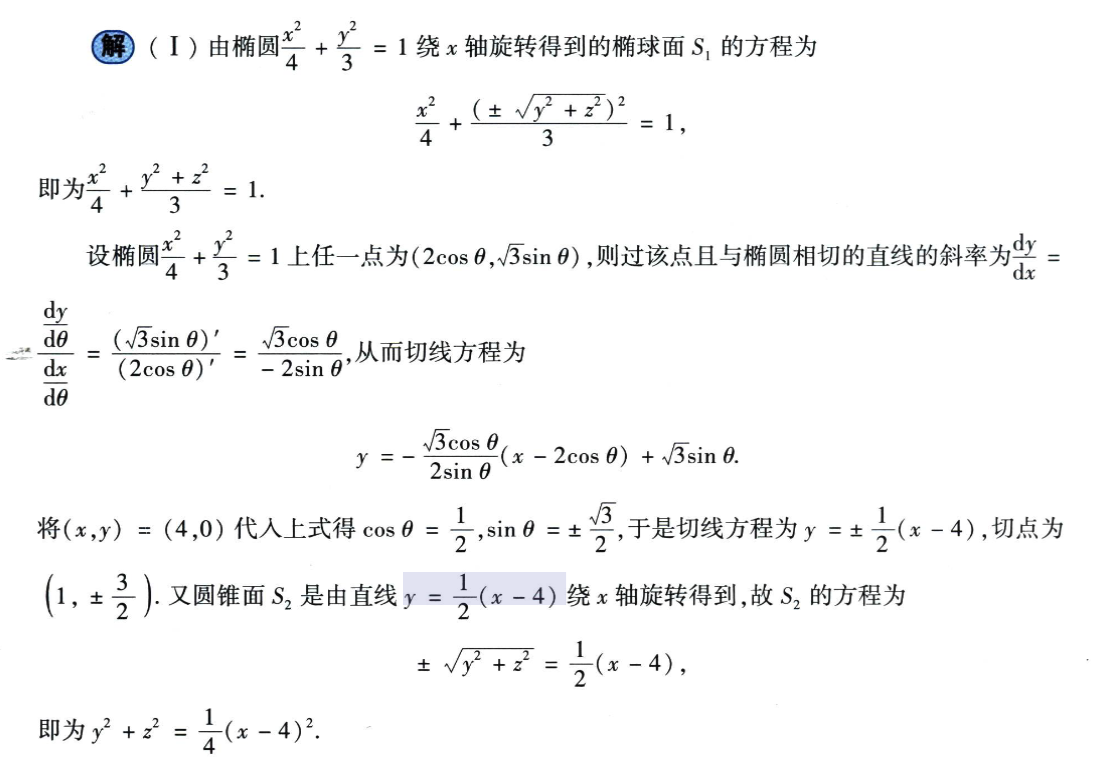 解 (Ⅰ)由椭圆$\frac{x^2}{4}+\frac{y^2}{3}=1$绕 x 轴旋转得到的椭球面 $S_1$ 的方程为
$\frac{x^2}{4}+\frac{(\pm\sqrt{y^2+z^2})^2}{3}=1,$
即为$\frac{x^2}{4}+\frac{y^2+z^2}{3}=1.$
设椭圆$\frac{x^2}{4}+\frac{y^2}{3}=1$上任一点为$(2\cos\theta,\sqrt{3}\sin\theta)$,则过该点且与椭圆相切的直线的斜率为$\frac{dy}{dx}=$
$\frac{\frac{dy}{d\theta}}{\frac{dx}{d\theta}}=\frac{(\sqrt{3}\sin\theta)'}{(2\cos\theta)'}=\frac{\sqrt{3}\cos\theta}{-2\sin\theta}$,从而切线方程为
$y=-\frac{\sqrt{3}\cos\theta}{2\sin\theta}(x-2\cos\theta)+\sqrt{3}\sin\theta.$
将$(x,y)=(4,0)$代入上式得$\cos\theta=\frac{1}{2},\sin\theta=\pm\frac{\sqrt{3}}{2}$,于是切线方程为$y=\pm\frac{1}{2}(x-4)$,切点为
$\left(1,\pm\frac{3}{2}\right)$. 又圆锥面 $S_2$ 是由直线$y=\frac{1}{2}(x-4)$绕 x 轴旋转得到,故 $S_2$ 的方程为
$\pm\sqrt{y^2+z^2}=\frac{1}{2}(x-4),$
即为$y^2+z^2=\frac{1}{4}(x-4)^2.$